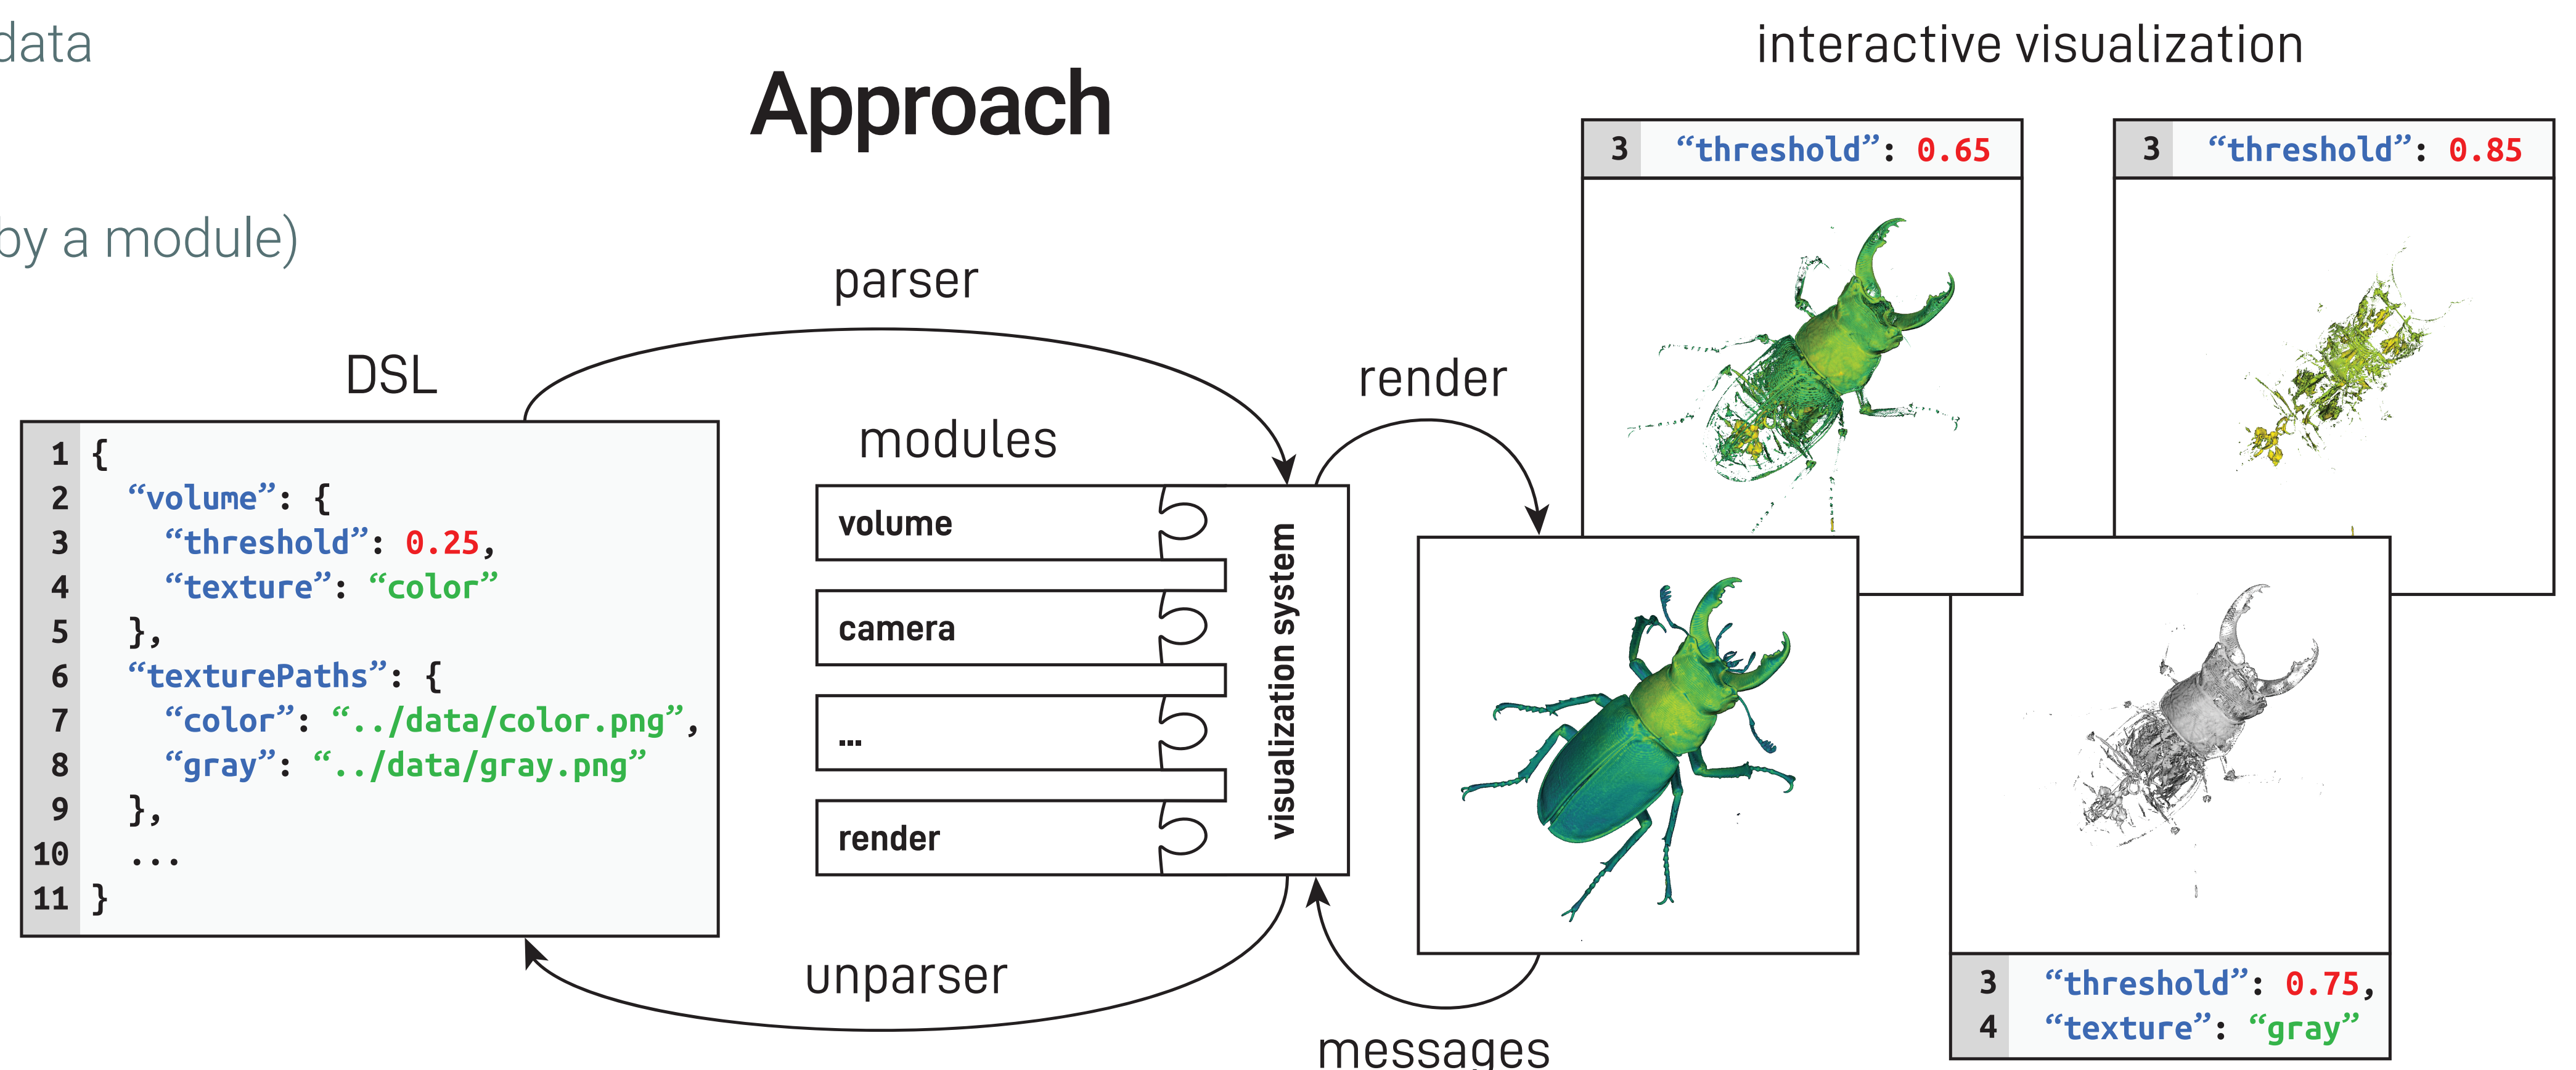 data
by a module)
Approach
interactive visualization
parser
DSL
1 {
2 “volume”: {
3 “threshold”: 0.25,
4 “texture”: “color”
5 },
6 “texturePaths”: {
7 “color”: “../data/color.png”,
8 “gray”: “../data/gray.png”
9 },
10 ...
11 }
modules
volume
camera
...
render
visualization system
unparser
render
messages
3 “threshold”: 0.65
3 “threshold”: 0.85
3 “threshold”: 0.75,
4 “texture”: “gray”